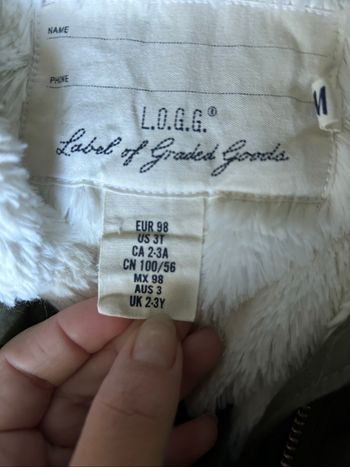 NAME
PHONE
L.O.G.G.®
Label of Graded Goods
EUR 98
US 3T
CA 2-3A
CN 100/56
MX 98
AUS 3
UK 2-3Y